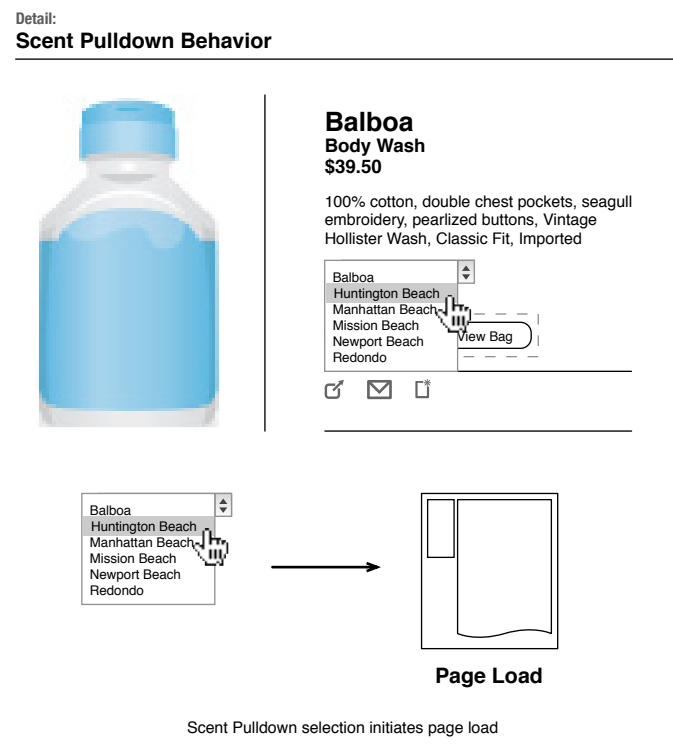 Detail:
Scent Pulldown Behavior
Balboa
Body Wash
$39.50
100% cotton, double chest pockets, seagull
embroidery, pearlized buttons, Vintage
Hollister Wash, Classic Fit, Imported
Balboa
Huntington Beach
Manhattan Beach
Mission Beach
Newport Beach
Redondo
View Bag
Balboa
Huntington Beach
Manhattan Beach
Mission Beach
Newport Beach
Redondo
Page Load
Scent Pulldown selection initiates page load